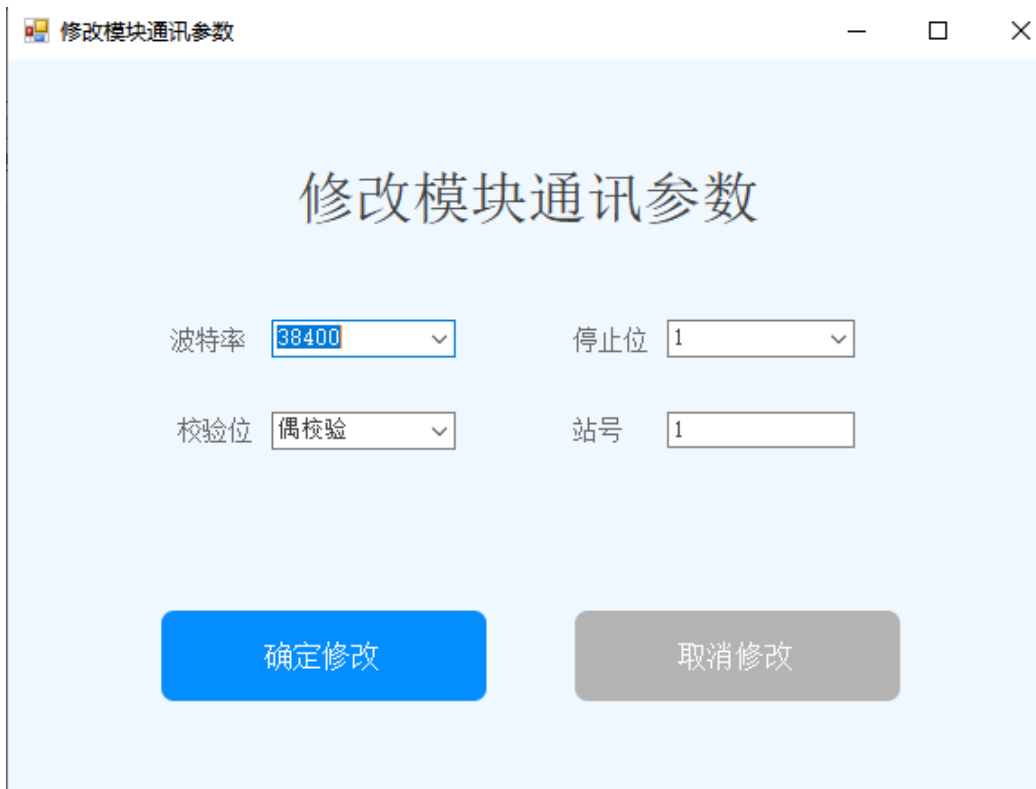 修改模块通讯参数
修改模块通讯参数
波特率 38400 停止位 1
校验位 偶校验 站号 1
确定修改 取消修改